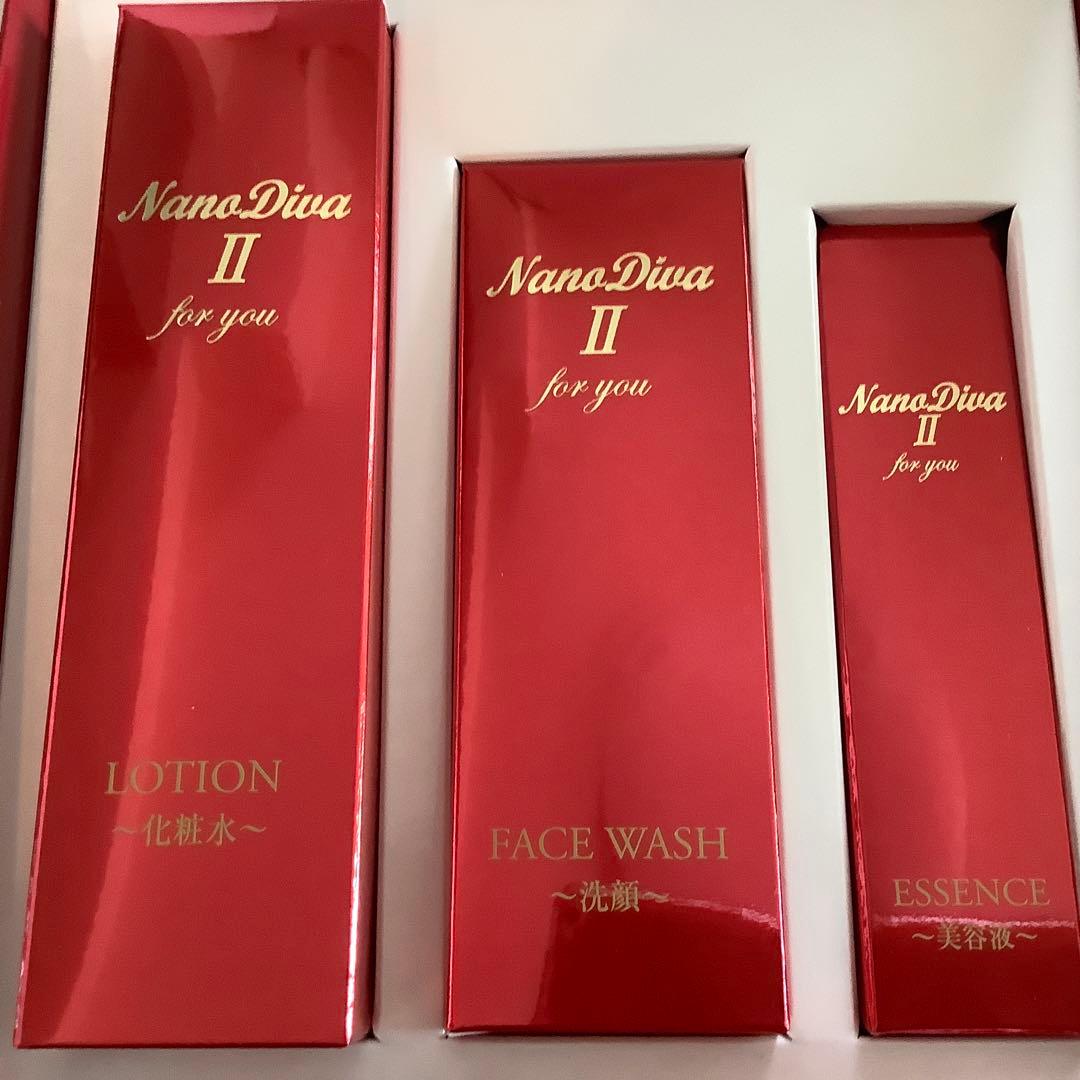 NanoDiva
II
for you
LOTION
～化粧水～
NanoDiva
II
for you
FACE WASH
～洗顔～
NanoDiva
II
for you
ESSENCE
～美容液～